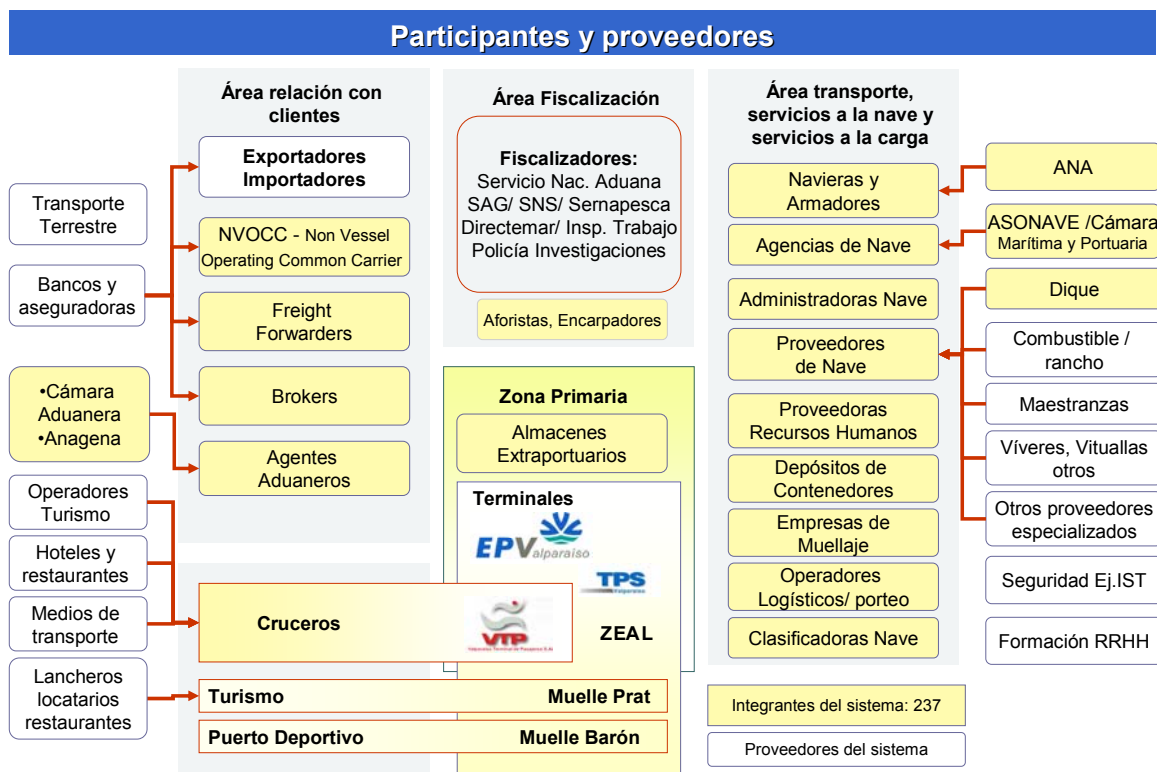 Participantes y proveedores
Transporte
Terrestre
Bancos y
aseguradoras
•Cámara
Aduanera
•Anagena
Operadores
Turismo
Hoteles y
restaurantes
Medios de
transporte
Lancheros
locatarios
restaurantes
Área relación con
clientes
Exportadores
Importadores
NVOCC - Non Vessel
Operating Common Carrier
Freight
Forwarders
Brokers
Agentes
Aduaneros
Cruceros
VTP
Turismo
Muelle Prat
Puerto Deportivo
Muelle Barón
Área Fiscalización
Fiscalizadores:
Servicio Nac. Aduana
SAG/ SNS/ Sernapesca
Directemar/ Insp. Trabajo
Policía Investigaciones
Aforistas, Encarpadores
Zona Primaria
Almacenes
Extraportuarios
Terminales
EPValparaíso
TPS
Valparaíso
ZEAL
Área transporte,
servicios a la nave y
servicios a la carga
Navieras y
Armadores
Agencias de Nave
Administradoras Nave
Proveedores
de Nave
Proveedoras
Recursos Humanos
Depósitos de
Contenedores
Empresas de
Muellaje
Operadores
Logísticos/ porteo
Clasificadoras Nave
ANA
ASONAVE /Cámara
Marítima y Portuaria
Dique
Combustible /
rancho
Maestranzas
Víveres, Vituallas
otros
Otros proveedores
especializados
Seguridad Ej.IST
Formación RRHH
Integrantes del sistema: 237
Proveedores del sistema